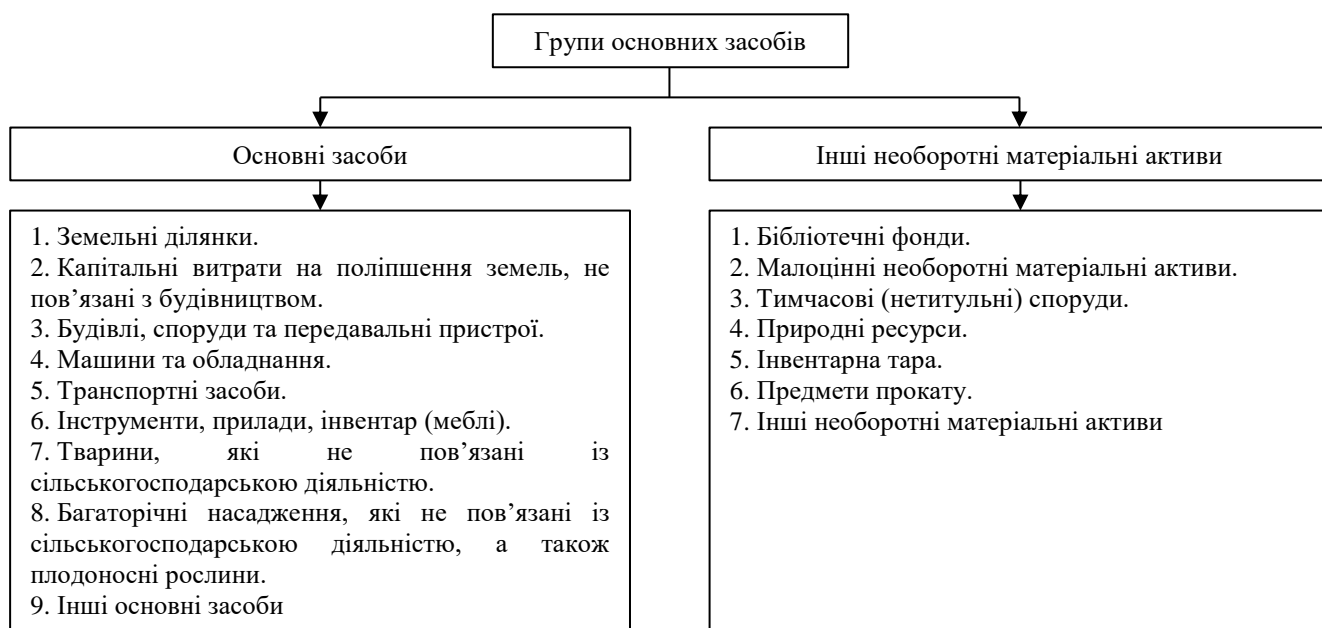 Групи основних засобів
Основні засоби
Інші необоротні матеріальні активи
1. Земельні ділянки.
2. Капітальні витрати на поліпшення земель, не
пов’язані з будівництвом.
3. Будівлі, споруди та передавальні пристрої.
4. Машини та обладнання.
5. Транспортні засоби.
6. Інструменти, прилади, інвентар (меблі).
7. Тварини, які не пов’язані із
сільськогосподарською діяльністю.
8. Багаторічні насадження, які не пов’язані із
сільськогосподарською діяльністю, а також
плодоносні рослини.
9. Інші основні засоби
1. Бібліотечні фонди.
2. Малоцінні необоротні матеріальні активи.
3. Тимчасові (нетитульні) споруди.
4. Природні ресурси.
5. Інвентарна тара.
6. Предмети прокату.
7. Інші необоротні матеріальні активи